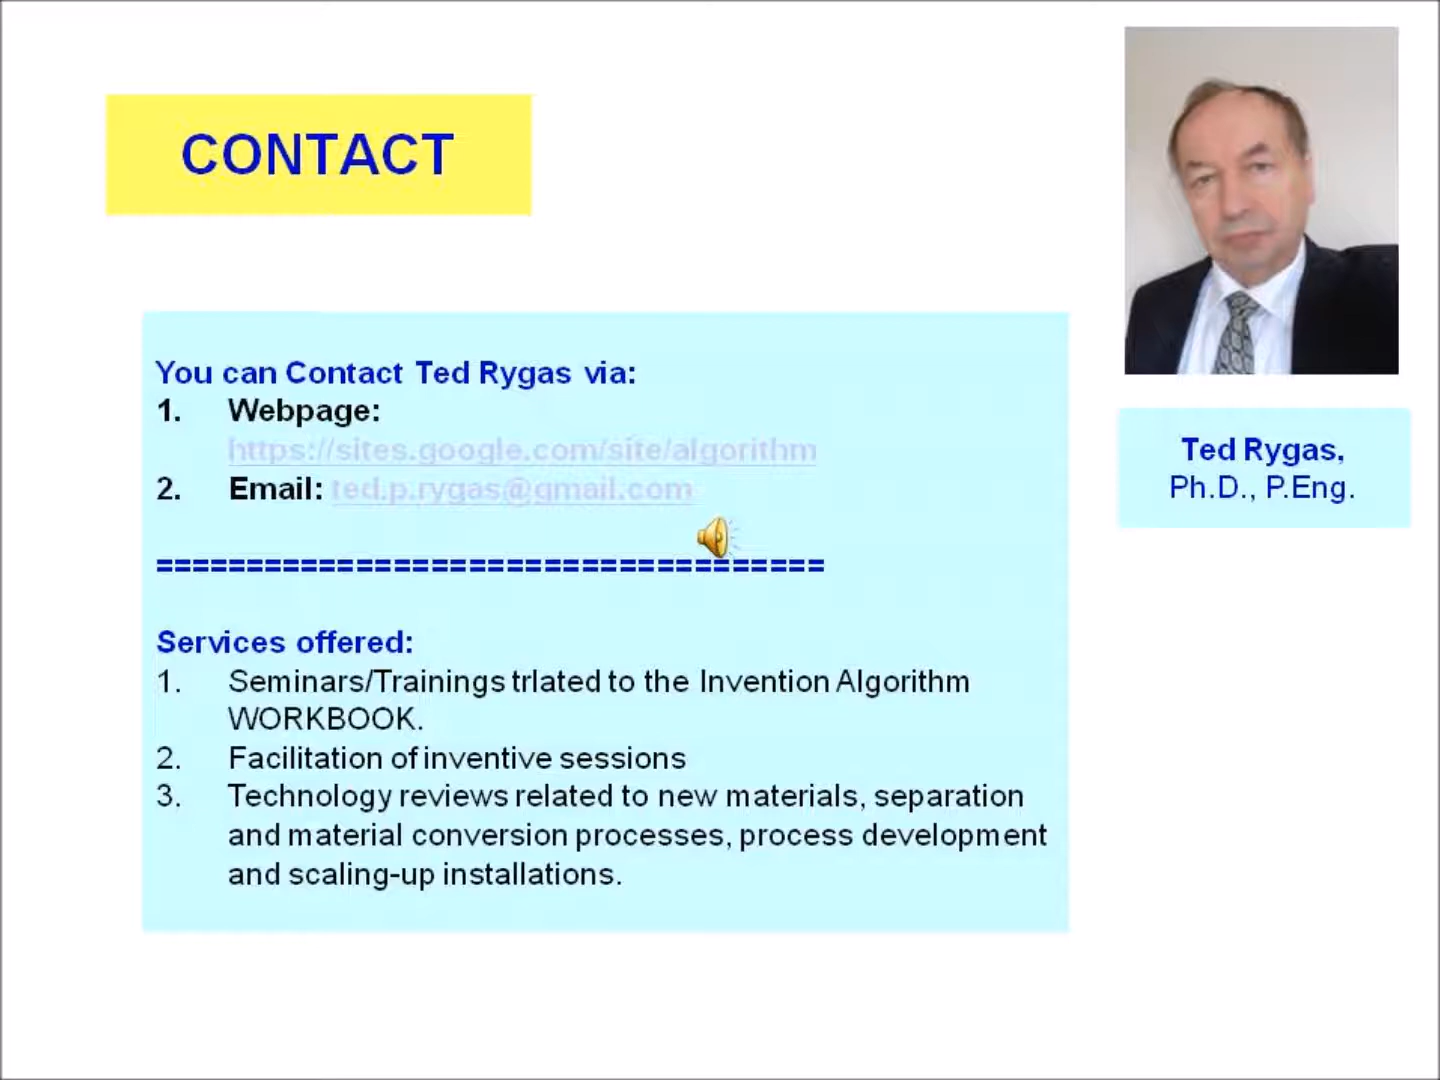 CONTACT
You can Contact Ted Rygas via:
1. Webpage:
https://sites.google.com/site/algorithm
2. Email: ted.p.rygas@gmail.com
=====================================
Services offered:
1. Seminars/Trainings trlated to the Invention Algorithm
WORKBOOK.
2. Facilitation of inventive sessions
3. Technology reviews related to new materials, separation
and material conversion processes, process development
and scaling-up installations.
Ted Rygas,
Ph.D., P.Eng.